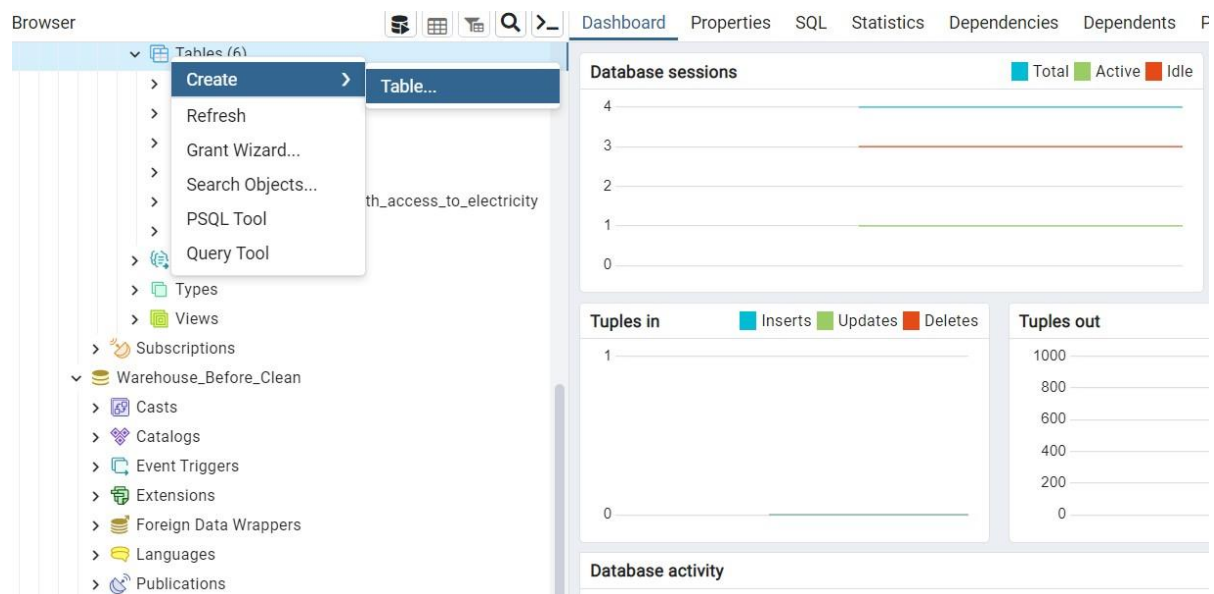 Browser
Dashboard Properties SQL Statistics Dependencies Dependents P
Tables (6)
Create
Table...
Refresh
Grant Wizard...
Search Objects...
th_access_to_electricity
PSQL Tool
Query Tool
Types
Views
Subscriptions
Warehouse_Before_Clean
Casts
Catalogs
Event Triggers
Extensions
Foreign Data Wrappers
Languages
Publications
Database sessions
Total Active Idle
4
3
2
1
0
Tuples in
Inserts Updates Deletes
1
0
Tuples out
1000
800
600
400
200
0
Database activity